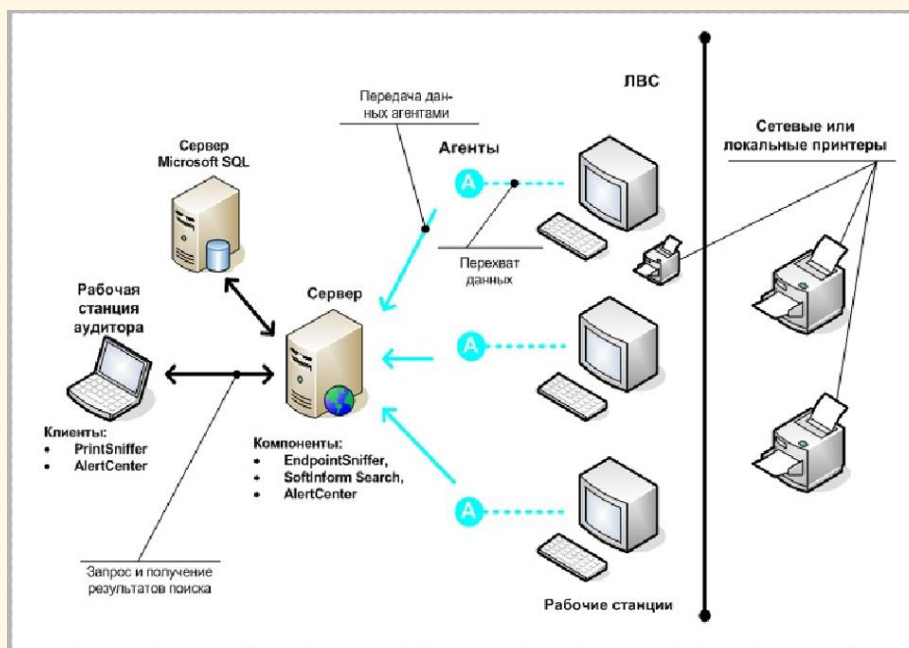 ЛВС
Передача дан-
ных агентами
Сетевые или
локальные принтеры
Сервер
Microsoft SQL
Агенты
А
Перехват
данных
Рабочая
станция
аудитора
Сервер
А
Клиенты:
• PrintSniffer
• AlertCenter
Компоненты:
• EndpointSniffer,
• SoftInform Search,
• AlertCenter
А
Запрос и получение
результатов поиска
Рабочие станции